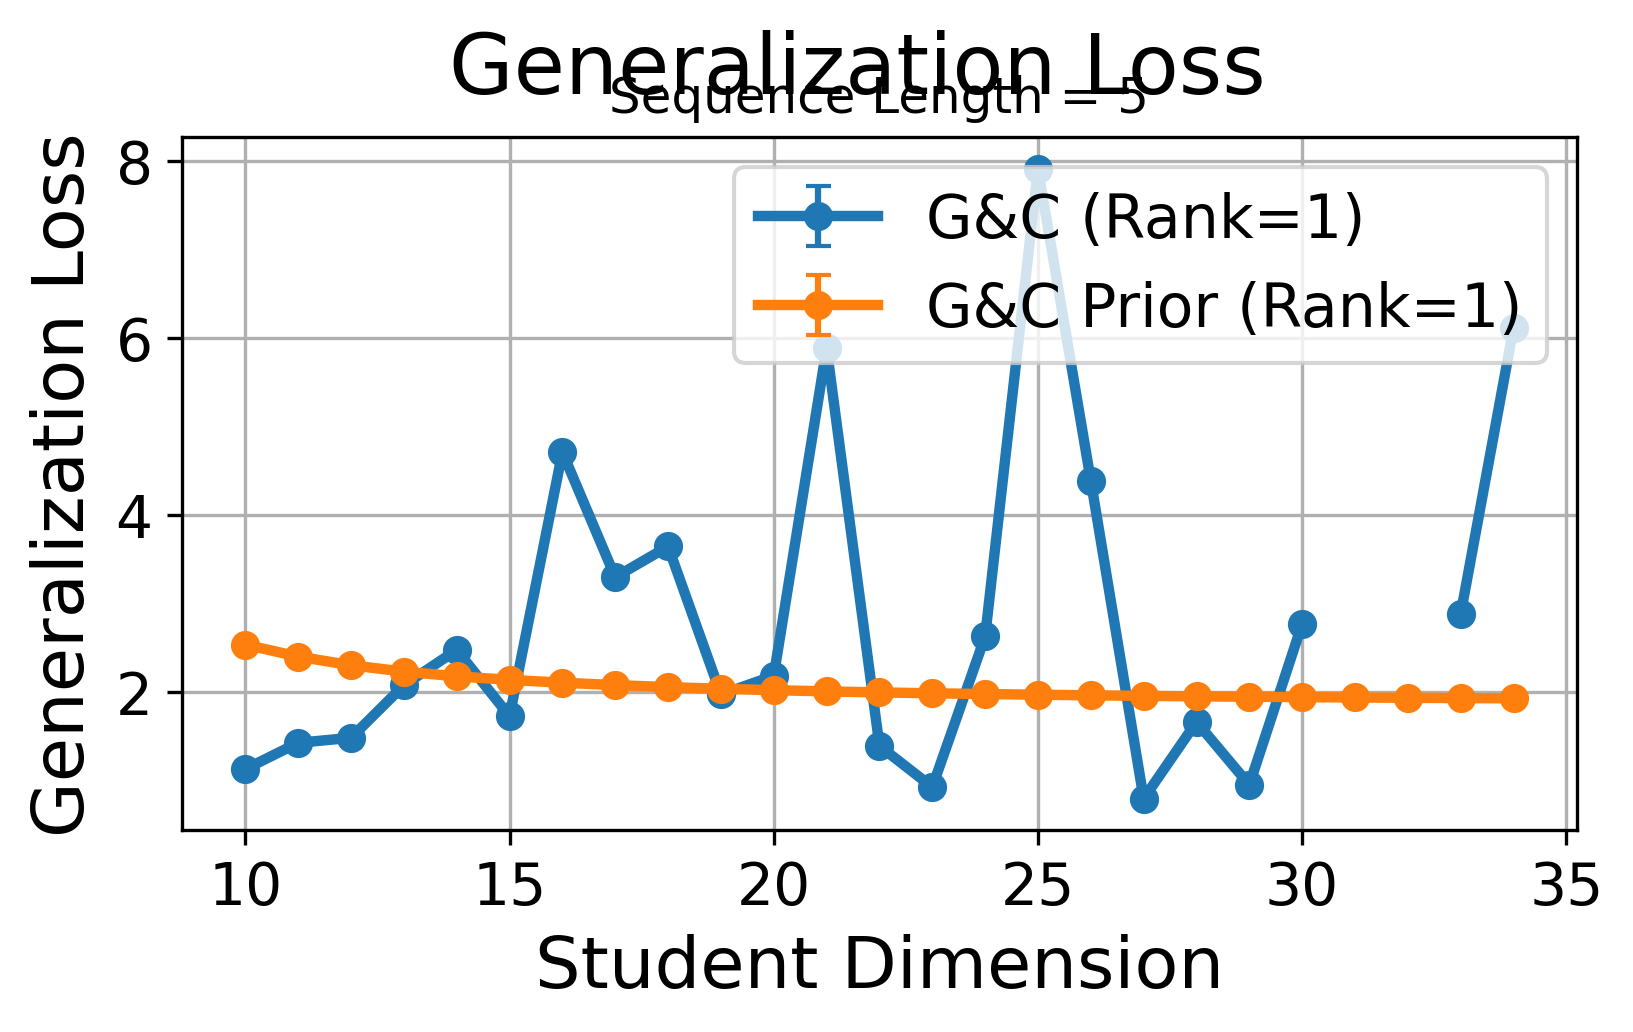 Generalization Loss
Sequence Length = 5
Generalization Loss
8
6
4
2
G&C (Rank=1)
G&C Prior (Rank=1)
10 15 20 25 30 35
Student Dimension